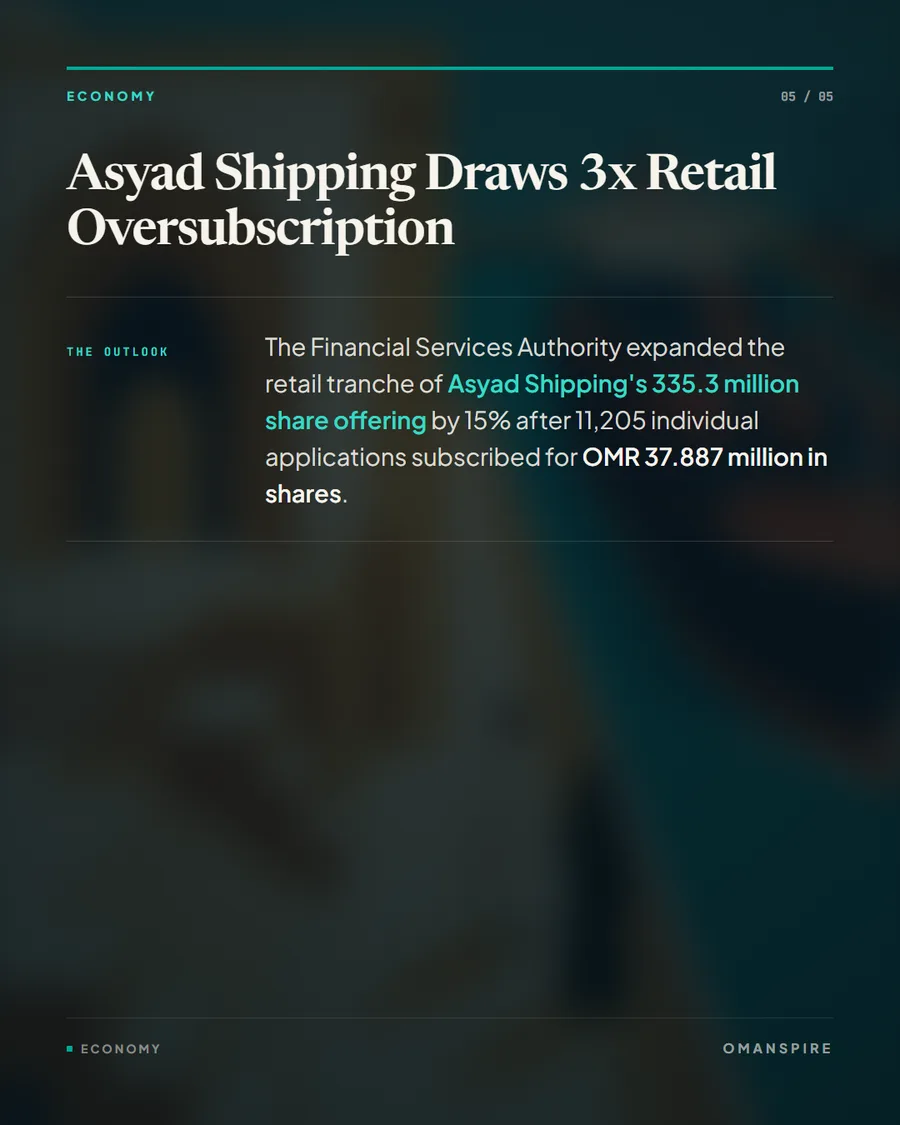 ECONOMY
05 / 05
Asyad Shipping Draws 3x Retail
Oversubscription
THE OUTLOOK
The Financial Services Authority expanded the
retail tranche of Asyad Shipping's 335.3 million
share offering by 15% after 11,205 individual
applications subscribed for OMR 37.887 million in
shares.
ECONOMY
OMANSPIRE